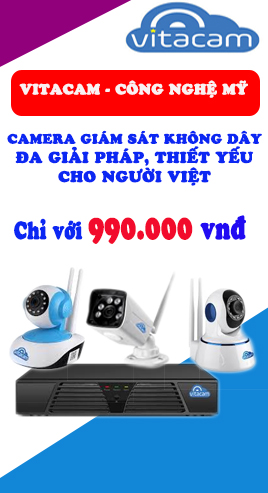 vitacam
VITACAM - CÔNG NGHỆ MỸ
CAMERA GIÁM SÁT KHÔNG DÂY
ĐA GIẢI PHÁP, THIẾT YẾU
CHO NGƯỜI VIỆT
Chỉ với 990.000 vnđ
vitacam